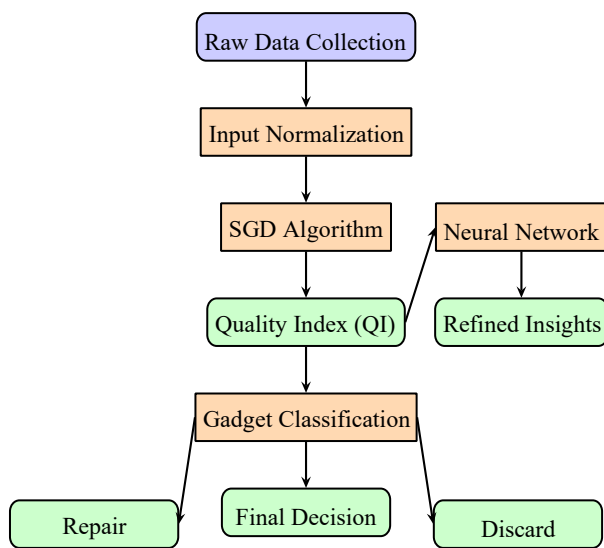 Raw Data Collection
Input Normalization
SGD Algorithm
Neural Network
Quality Index (QI)
Refined Insights
Gadget Classification
Repair
Final Decision
Discard